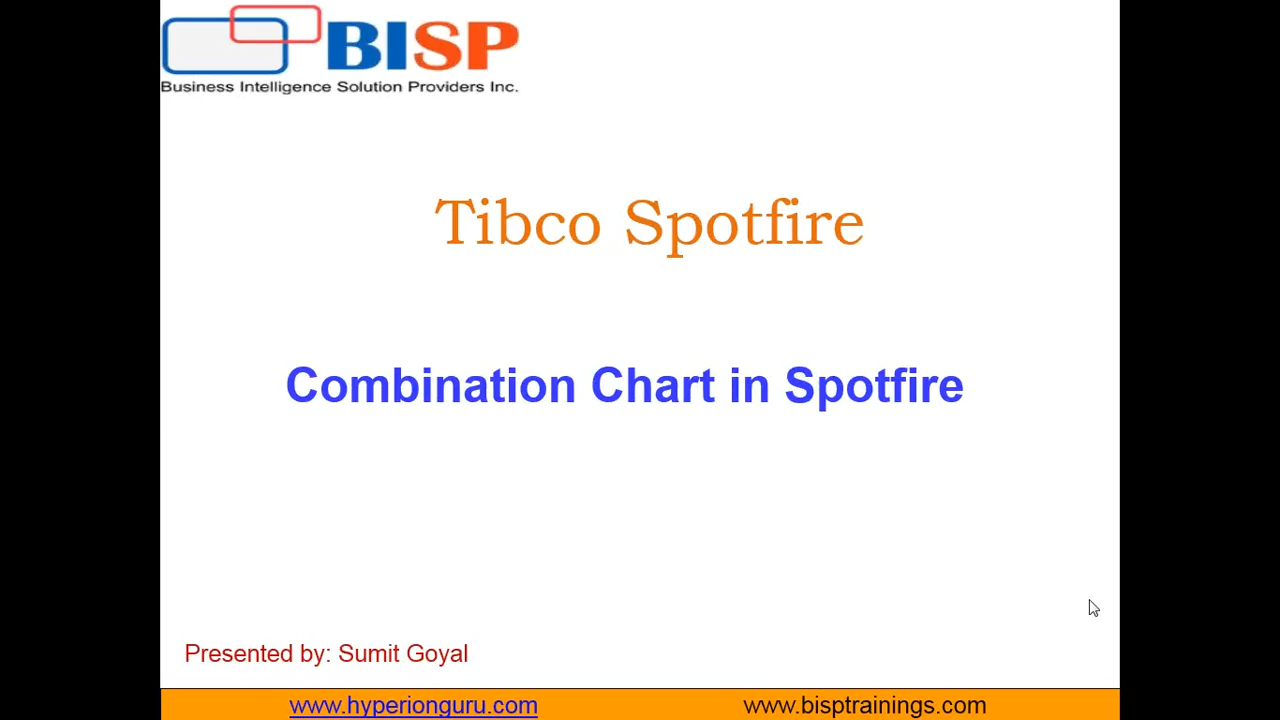 BISP
Business Intelligence Solution Providers Inc.
Tibco Spotfire
Combination Chart in Spotfire
Presented by: Sumit Goyal
www.hyperionguru.com www.bisptrainings.com